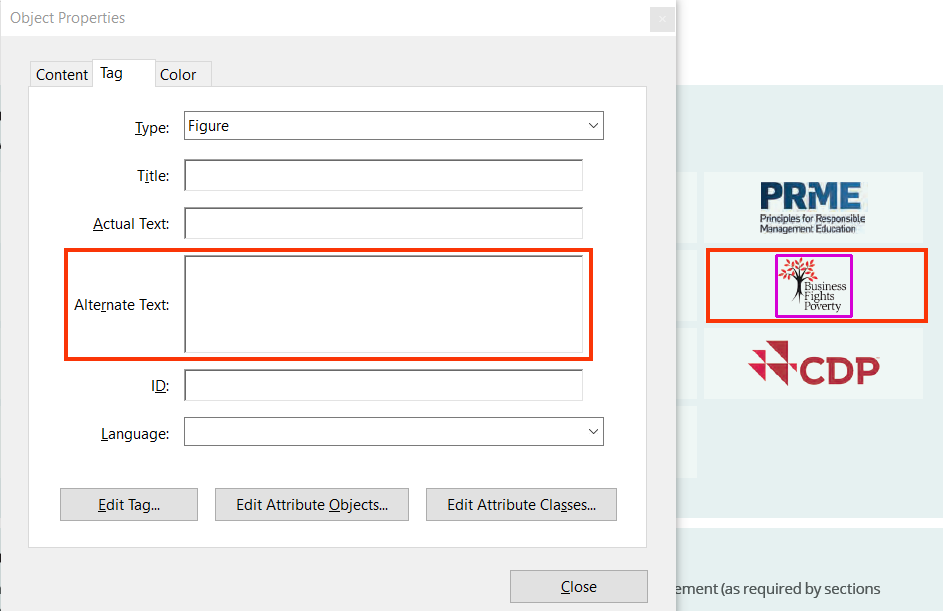 Object Properties
Content Tag Color
Type: Figure
Title:
Actual Text:
Alternate Text:
ID:
Language:
Edit Tag... Edit Attribute Objects... Edit Attribute Classes...
Close
PRME
Principles for Responsible
Management Education
Business
Fights
Poverty
CDP
ement (as required by sections